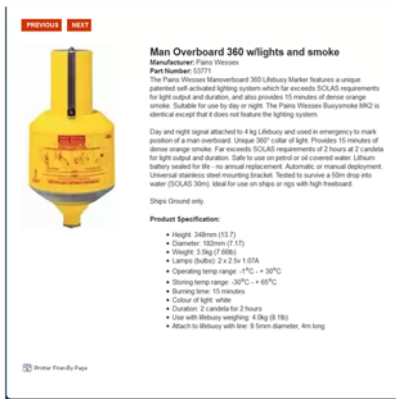 PREVIOUS NEXT
Man Overboard 360 w/lights and smoke
Manufacturer: Pains Wessex
Part Number: 53771
The Pains Wessex Manoverboard 360 Lifebuoy Marker features a unique
patented self-activated lighting system which far exceeds SOLAS requirements
for light output and duration, and also provides 15 minutes of dense orange
smoke. Suitable for use by day or night. The Pains Wessex Buoysmoke MK2 is
identical except that it does not feature the lighting system.
Day and night signal attached to 4 kg Lifebuoy and used in emergency to mark
position of a man overboard. Unique 360° collar of light. Provides 15 minutes of
dense orange smoke. Far exceeds SOLAS requirements of 2 hours at 2 candela
for light output and duration. Safe to use on petrol or oil covered water. Lithium
battery sealed for life - no annual replacement. Automatic or manual deployment.
Universal stainless steel mounting bracket. Tested to survive a 50m drop into
water (SOLAS 30m). Ideal for use on ships or rigs with high freeboard.
Ships Ground only.
Product Specification:
Height: 348mm (13.7)
Diameter: 182mm (7.17)
Weight: 3.5kg (7.66lb)
Lamps (bulbs): 2 x 2.5v 1.07A
Operating temp range: -1°C - + 30°C
Storing temp range: -30°C - + 65°C
Burning time: 15 minutes
Colour of light: white
Duration: 2 candela for 2 hours
Use with lifebuoy weighing: 4.0kg (8.1lb)
Attach to lifebuoy with line: 9.5mm diameter, 4m long
Printer Friendly Page